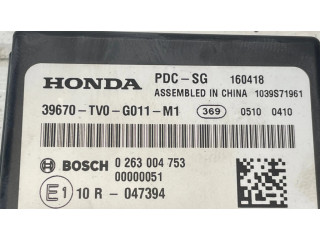 HONDA PDC-SG 160418
ASSEMBLED IN CHINA 1039S71961
39670-TV0-G011-M1 369 0510 0410
BOSCH 0 263 004 753
00000051
E1 10 R - 047394